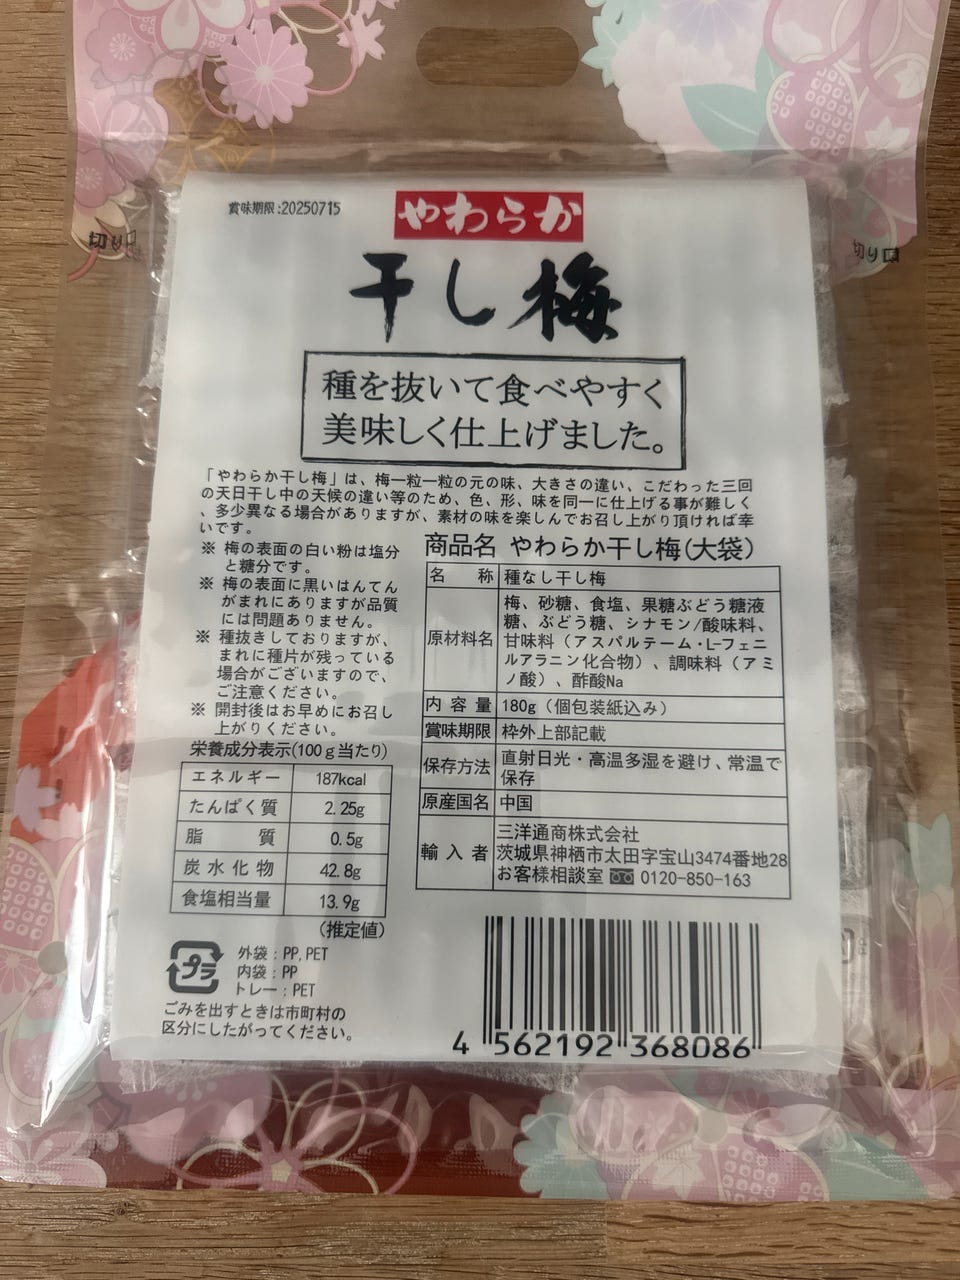 賞味期限:20250715
やわらか
切り口
切り口
干し梅
種を抜いて食べやすく
美味しく仕上げました。
「やわらか干し梅」は、梅一粒一粒の元の味、大きさの違い、こだわった三回
の天日干し中の天候の違い等のため、色、形、味を同一に仕上げる事が難しく
、多少異なる場合がありますが、素材の味を楽しんでお召し上がり頂ければ幸
いです。
※ 梅の表面の白い粉は塩分
と糖分です。
※ 梅の表面に黒いはんてん
がまれにありますが品質
には問題ありません。
※ 種抜きしておりますが、
まれに種片が残っている
場合がございますので、
ご注意ください。
※ 開封後はお早めにお召し
上がりください。
栄養成分表示(100g当たり)
エネルギー 187kcal
たんぱく質 2.25g
脂質 0.5g
炭水化物 42.8g
食塩相当量 13.9g
(推定値)
プラ
外袋:PP,PET
内袋:PP
トレー:PET
ごみを出すときは市町村の
区分にしたがってください。
商品名 やわらか干し梅(大袋)
名称 種なし干し梅
原材料名 梅、砂糖、食塩、果糖ぶどう糖液
糖、ぶどう糖、シナモン/酸味料、
甘味料(アスパルテーム・L-フェニ
ルアラニン化合物)、調味料(アミ
ノ酸)、酢酸Na
内容量 180g(個包装紙込み)
賞味期限 枠外上部記載
保存方法 直射日光・高温多湿を避け、常温で
保存
原産国名 中国
輸入者 三洋通商株式会社
茨城県神栖市太田字宝山3474番地28
お客様相談室 0120-850-163
4 562192 368086